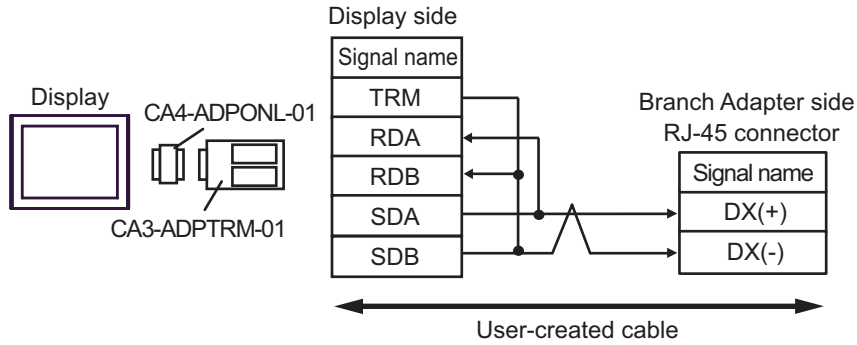 Display side
Signal name
TRM
RDA
RDB
SDA
SDB
Display
CA4-ADPONL-01
CA3-ADPTRM-01
Branch Adapter side
RJ-45 connector
Signal name
DX(+)
DX(-)
User-created cable